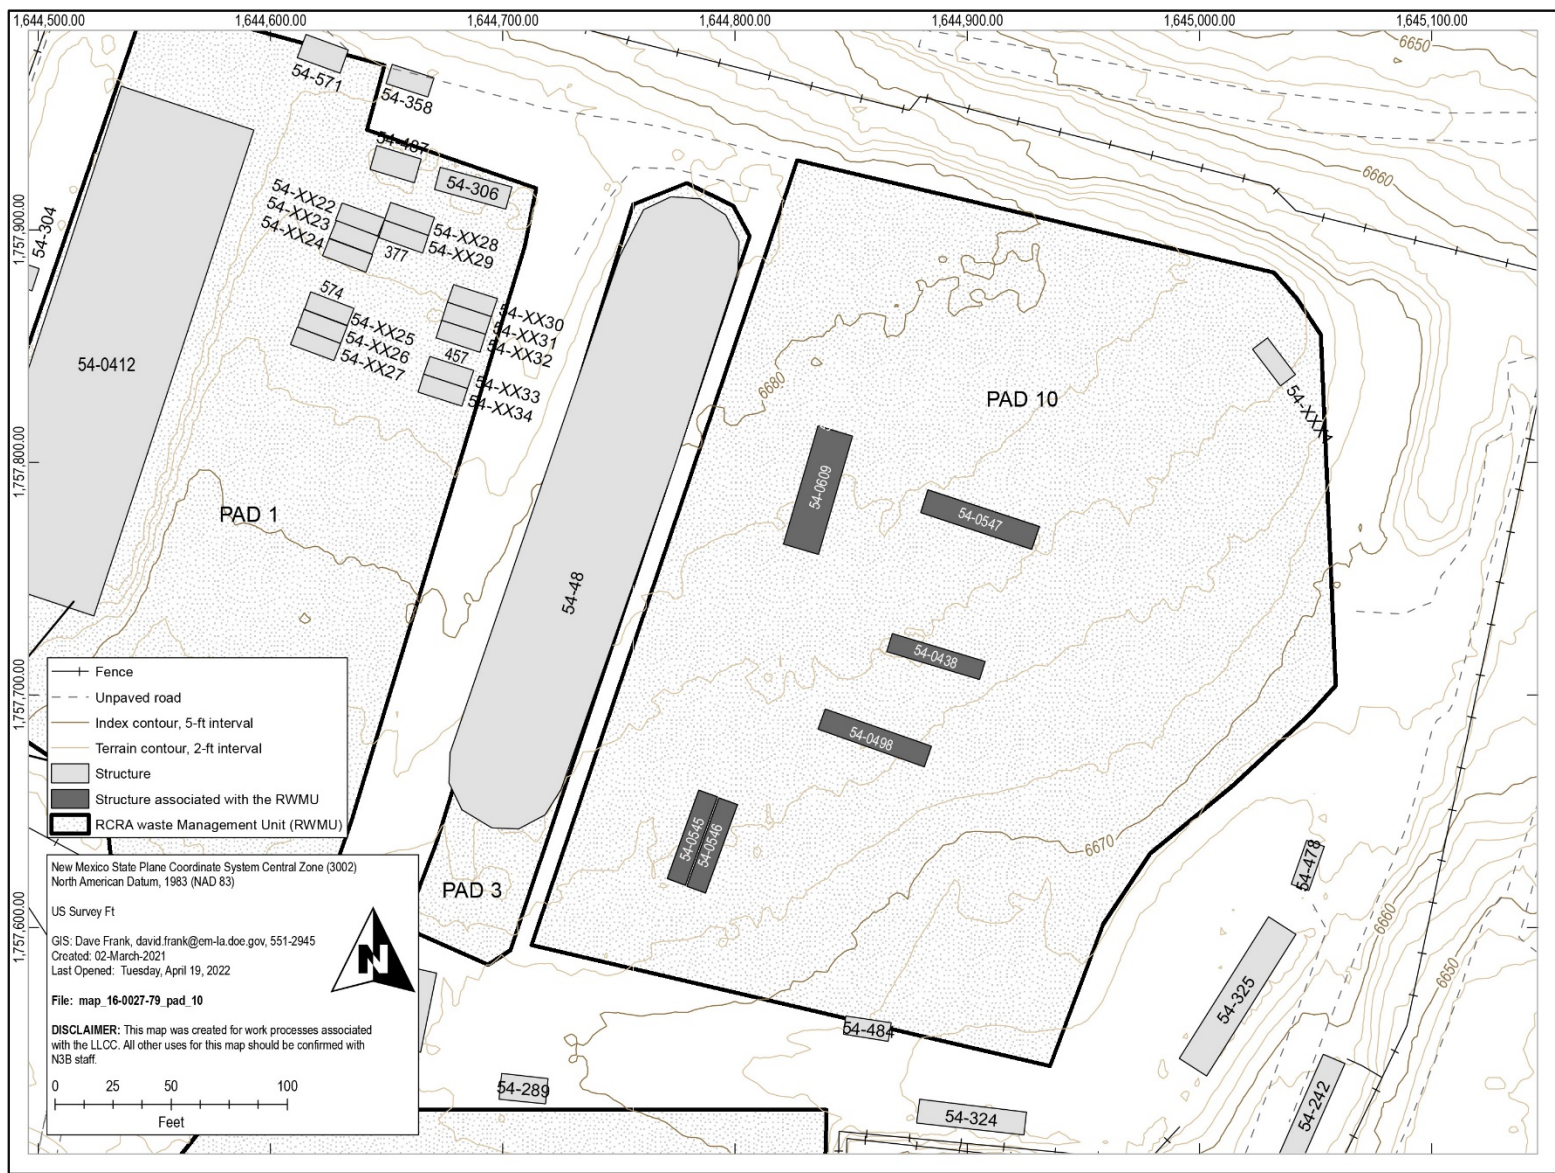 1,644,500.00
1,644,600.00
1,644,700.00
1,644,800.00
1,644,900.00
1,645,000.00
1,645,100.00
6650
54-571
54-358
54-487
54-306
6660
54-XX22
54-XX23
54-XX24
54-XX28
54-XX29
377
54-304
1,757,900.00
574
54-XX25
54-XX26
54-XX27
54-XX30
54-XX31
54-XX32
457
54-XX33
54-XX34
54-0412
6680
PAD 10
1,757,800.00
54-0609
54-0547
PAD 1
54-48
54-0438
1,757,700.00
54-0498
54-0545
54-0546
6670
54-478
PAD 3
1,757,600.00
6660
6650
54-325
54-484
54-289
54-324
54-242
Fence
Unpaved road
Index contour, 5-ft interval
Terrain contour, 2-ft interval
Structure
Structure associated with the RWMU
RCRA waste Management Unit (RWMU)
New Mexico State Plane Coordinate System Central Zone (3002)
North American Datum, 1983 (NAD 83)
US Survey Ft
GIS: Dave Frank, david.frank@em-la.doe.gov, 551-2945
Created: 02-March-2021
Last Opened: Tuesday, April 19, 2022
File: map_16-0027-79_pad_10
DISCLAIMER: This map was created for work processes associated
with the LLCC. All other uses for this map should be confirmed with
N3B staff.
N
0 25 50 100
Feet